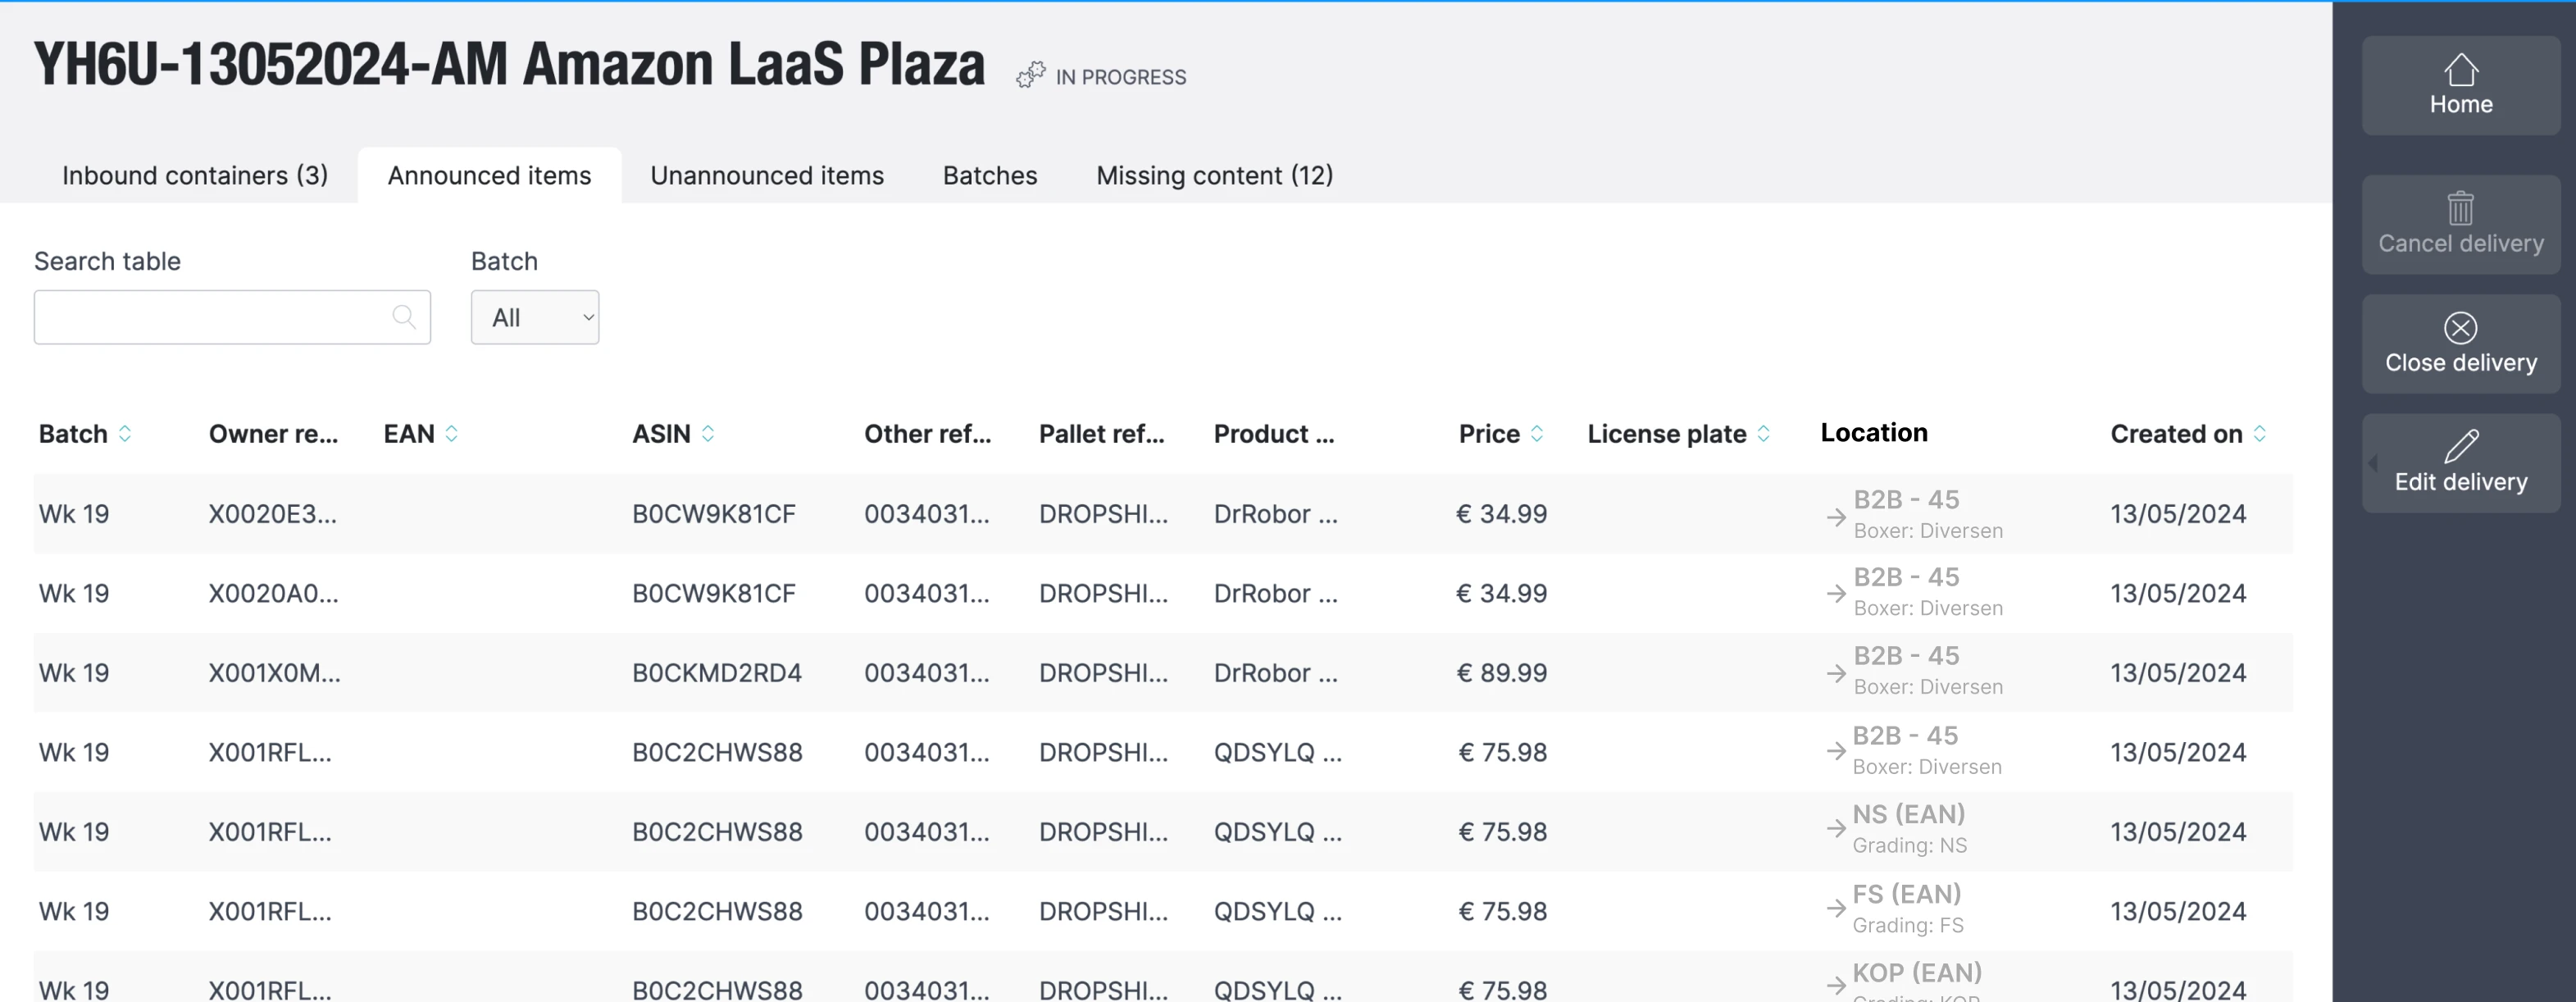 YH6U-13052024-AM Amazon LaaS Plaza IN PROGRESS
Home
Inbound containers (3) Announced items Unannounced items Batches Missing content (12)
Cancel delivery
Search table Batch
All
Close delivery
Batch Owner re... EAN ASIN Other ref... Pallet ref... Product ... Price License plate Location Created on
Edit delivery
Wk 19 X0020E3... B0CW9K81CF 0034031... DROPSHI... DrRobor ... € 34.99 → B2B - 45 13/05/2024
Boxer: Diversen
Wk 19 X0020A0... B0CW9K81CF 0034031... DROPSHI... DrRobor ... € 34.99 → B2B - 45 13/05/2024
Boxer: Diversen
Wk 19 X001X0M... B0CKMD2RD4 0034031... DROPSHI... DrRobor ... € 89.99 → B2B - 45 13/05/2024
Boxer: Diversen
Wk 19 X001RFL... B0C2CHWS88 0034031... DROPSHI... QDSYLQ ... € 75.98 → B2B - 45 13/05/2024
Boxer: Diversen
Wk 19 X001RFL... B0C2CHWS88 0034031... DROPSHI... QDSYLQ ... € 75.98 → NS (EAN) 13/05/2024
Grading: NS
Wk 19 X001RFL... B0C2CHWS88 0034031... DROPSHI... QDSYLQ ... € 75.98 → FS (EAN) 13/05/2024
Grading: FS
Wk 19 X001RFL... B0C2CHWS88 0034031... DROPSHI... QDSYLQ ... € 75.98 → KOP (EAN) 13/05/2024
Grading: KOP